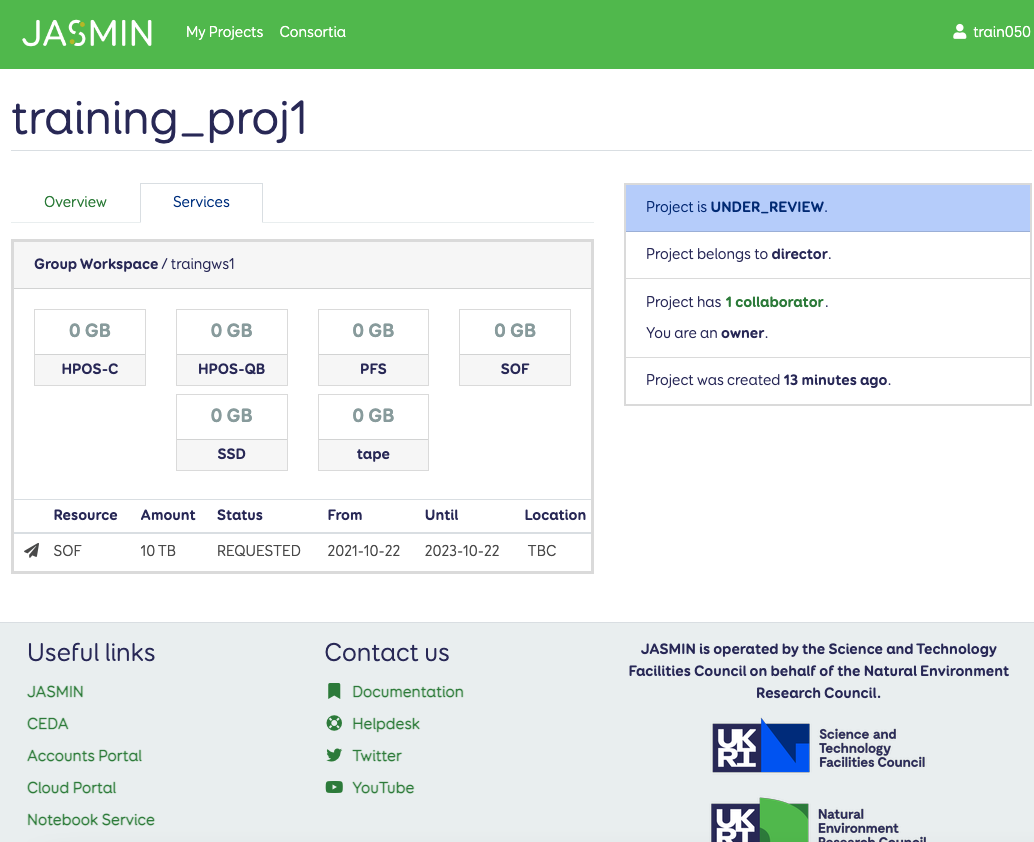 JASMIN My Projects Consortia train050
training_proj1
Overview Services
Group Workspace / traingws1
0 GB 0 GB 0 GB 0 GB
HPOS-C HPOS-QB PFS SOF
0 GB 0 GB
SSD tape
Resource Amount Status From Until Location
SOF 10 TB REQUESTED 2021-10-22 2023-10-22 TBC
Project is UNDER_REVIEW.
Project belongs to director.
Project has 1 collaborator.
You are an owner.
Project was created 13 minutes ago.
Useful links
JASMIN
CEDA
Accounts Portal
Cloud Portal
Notebook Service
Contact us
Documentation
Helpdesk
Twitter
YouTube
JASMIN is operated by the Science and Technology
Facilities Council on behalf of the Natural Environment
Research Council.
UK
RI
Science and
Technology
Facilities Council
UK
RI
Natural
Environment
Research Council